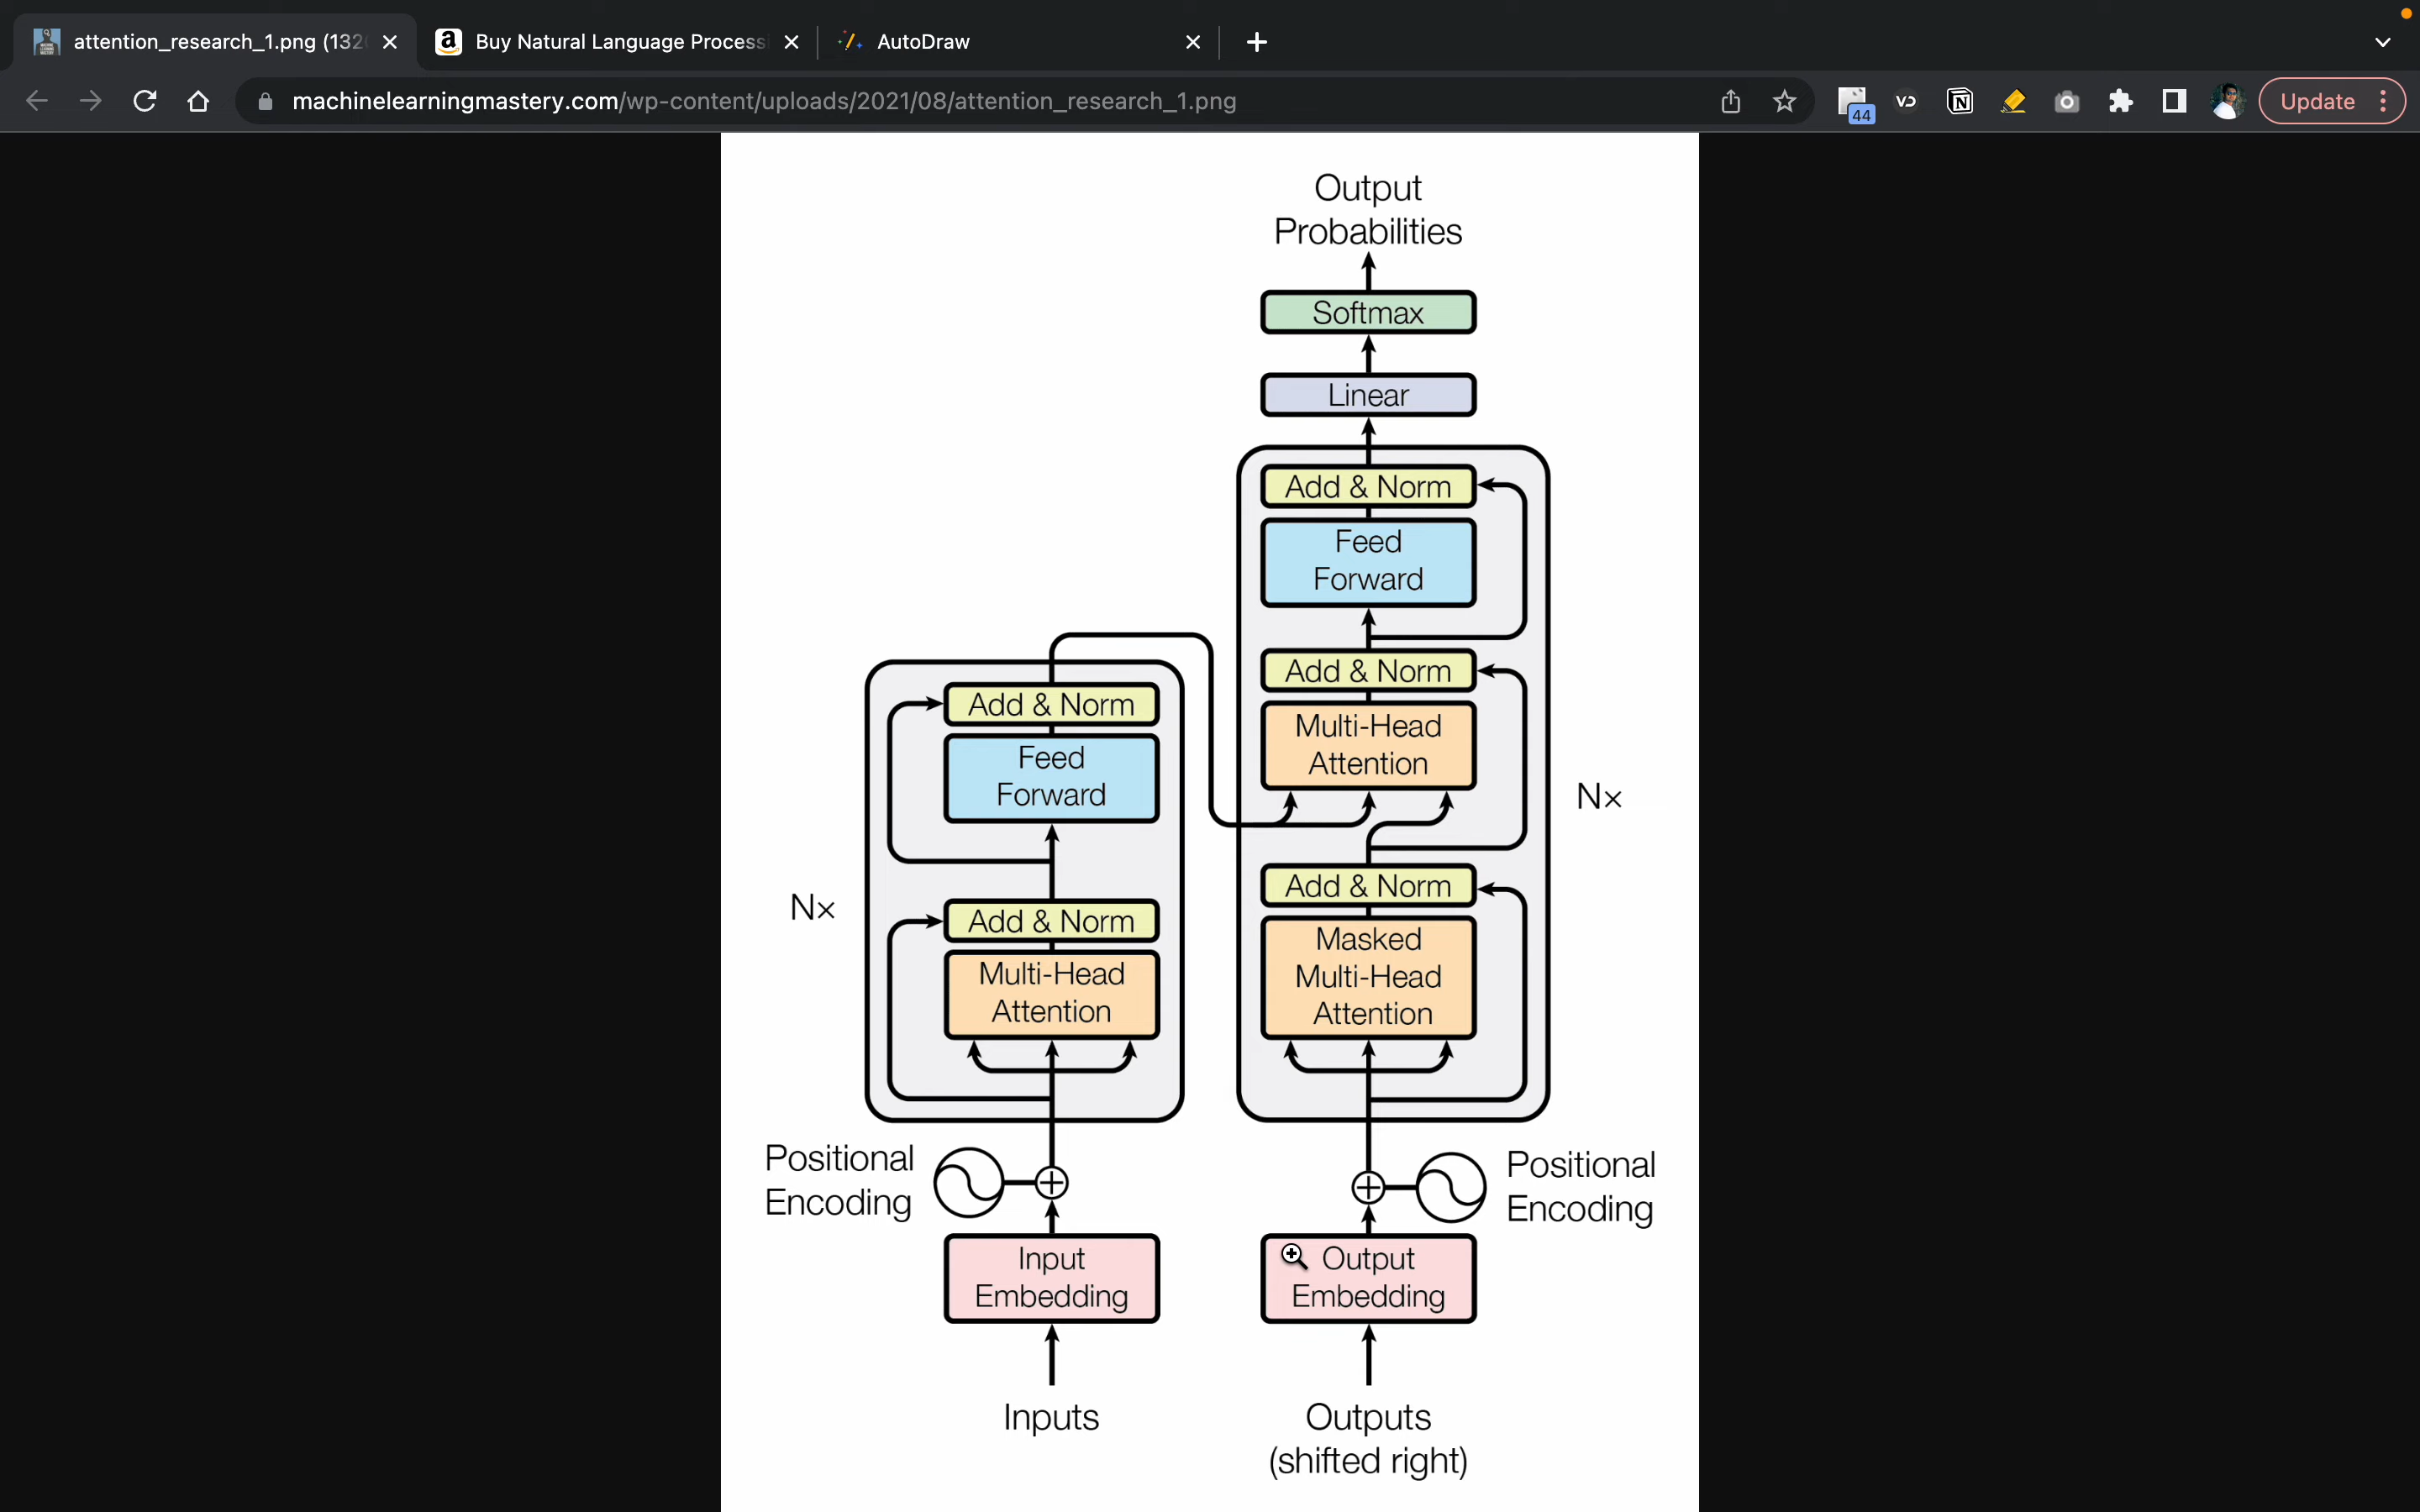 attention_research_1.png (132
Buy Natural Language Process
AutoDraw
machinelearningmastery.com/wp-content/uploads/2021/08/attention_research_1.png
44
Update
Output
Probabilities
Softmax
Linear
Add & Norm
Feed
Forward
Add & Norm
Multi-Head
Attention
Nx
Add & Norm
Masked
Multi-Head
Attention
Add & Norm
Feed
Forward
Nx
Add & Norm
Multi-Head
Attention
Positional
Encoding
Positional
Encoding
Input
Embedding
Output
Embedding
Inputs
Outputs
(shifted right)